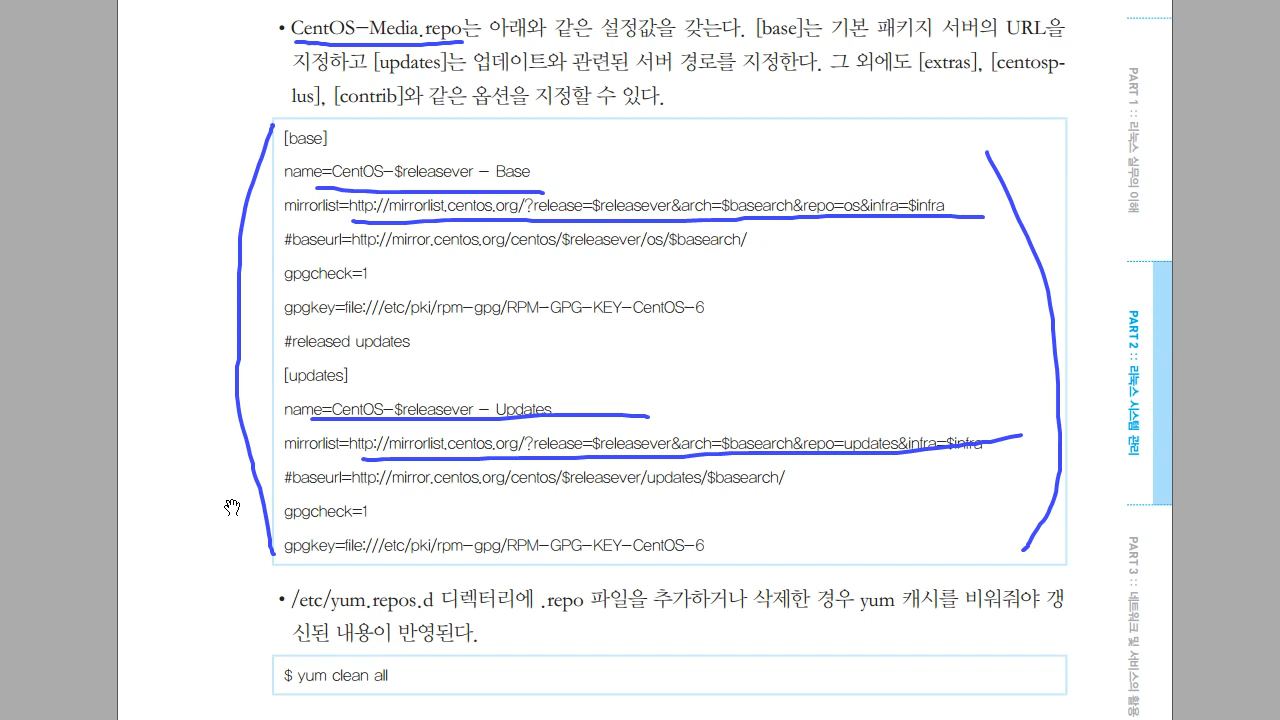 • CentOS-Media.repo는 아래와 같은 설정값을 갖는다. [base]는 기본 패키지 서버의 URL을
지정하고 [updates]는 업데이트와 관련된 서버 경로를 지정한다. 그 외에도 [extras], [centosp-
lus], [contrib]와 같은 옵션을 지정할 수 있다.
[base]
name=CentOS-$releasever - Base
mirrorlist=http://mirror.centos.org/?release=$releasever&arch=$basearch&repo=os&infra=$infra
#baseurl=http://mirror.centos.org/centos/$releasever/os/$basearch/
gpgcheck=1
gpgkey=file:///etc/pki/rpm-gpg/RPM-GPG-KEY-CentOS-6
#released updates
[updates]
name=CentOS-$releasever - Updates
mirrorlist=http://mirror.centos.org/?release=$releasever&arch=$basearch&repo=updates&infra=$infra
#baseurl=http://mirror.centos.org/centos/$releasever/updates/$basearch/
gpgcheck=1
gpgkey=file:///etc/pki/rpm-gpg/RPM-GPG-KEY-CentOS-6
• /etc/yum.repos.d 디렉터리에 .repo 파일을 추가하거나 삭제한 경우 yum 캐시를 비워줘야 갱
신된 내용이 반영된다.
$ yum clean all
PART 1 :: 리눅스 실무의 이해
PART 2 :: 리눅스 시스템 관리
PART 3 :: 네트워크 및 서비스의 활용